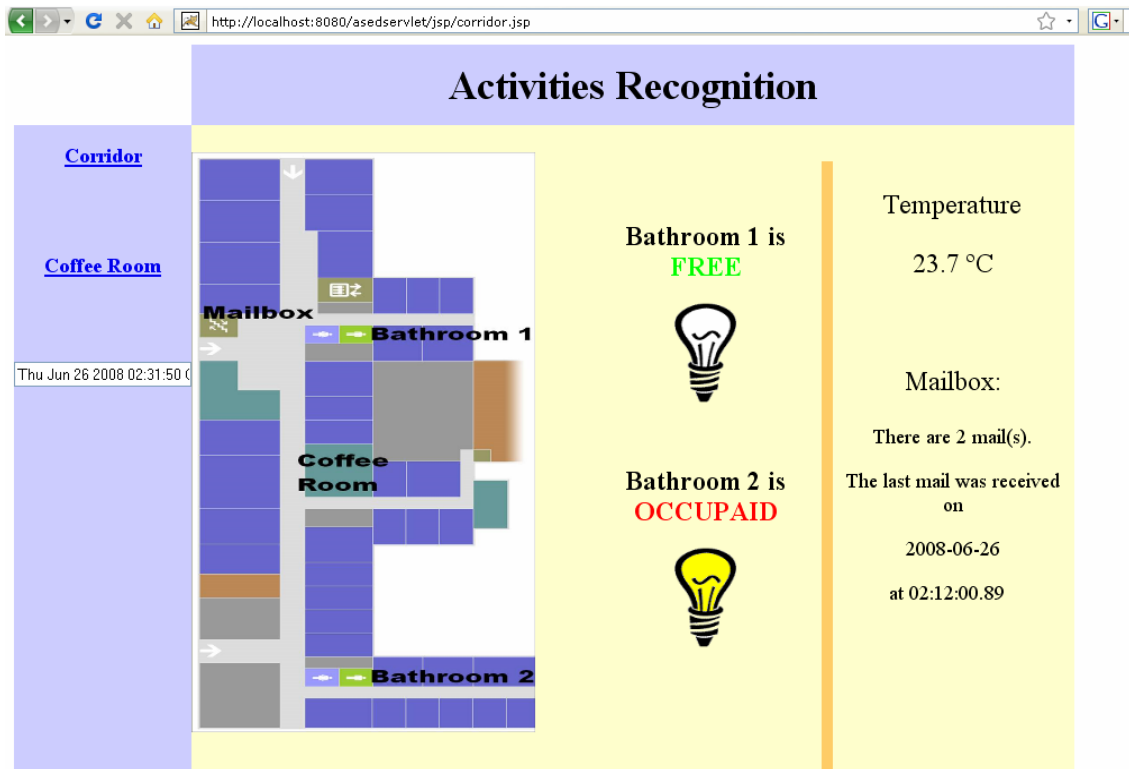 http://localhost:8080/asedservlet/jsp/corridor.jsp
G
Activities Recognition
Corridor
Coffee Room
Thu Jun 26 2008 02:31:50 (
Mailbox
Bathroom 1
Coffee
Room
Bathroom 2
Bathroom 1 is
FREE
Bathroom 2 is
OCCUPAID
Temperature
23.7 °C
Mailbox:
There are 2 mail(s).
The last mail was received
on
2008-06-26
at 02:12:00.89